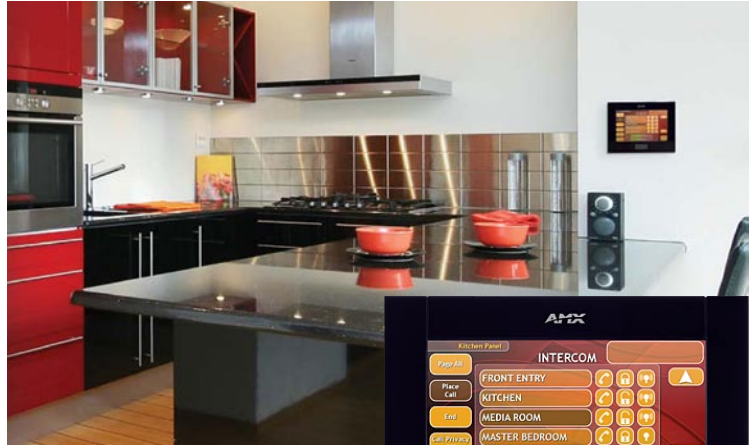 AMX
Kitchen Panel
INTERCOM
Page All
FRONT ENTRY
Place
Call
KITCHEN
End
MEDIA ROOM
Call Privacy
MASTER BEDROOM